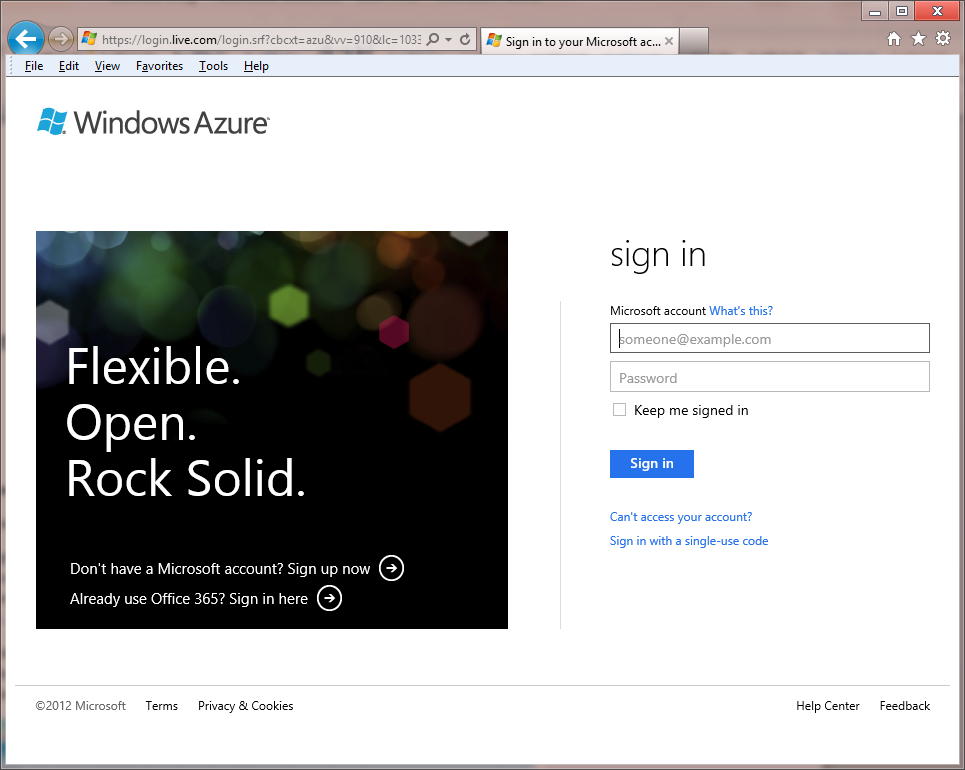 https://login.live.com/login.srf?cbcxt=azu&vv=910&lc=1033
Sign in to your Microsoft ac...
File Edit View Favorites Tools Help
Windows Azure
sign in
Microsoft account What's this?
someone@example.com
Password
Keep me signed in
Sign in
Can't access your account?
Sign in with a single-use code
Flexible.
Open.
Rock Solid.
Don't have a Microsoft account? Sign up now
Already use Office 365? Sign in here
©2012 Microsoft Terms Privacy & Cookies Help Center Feedback